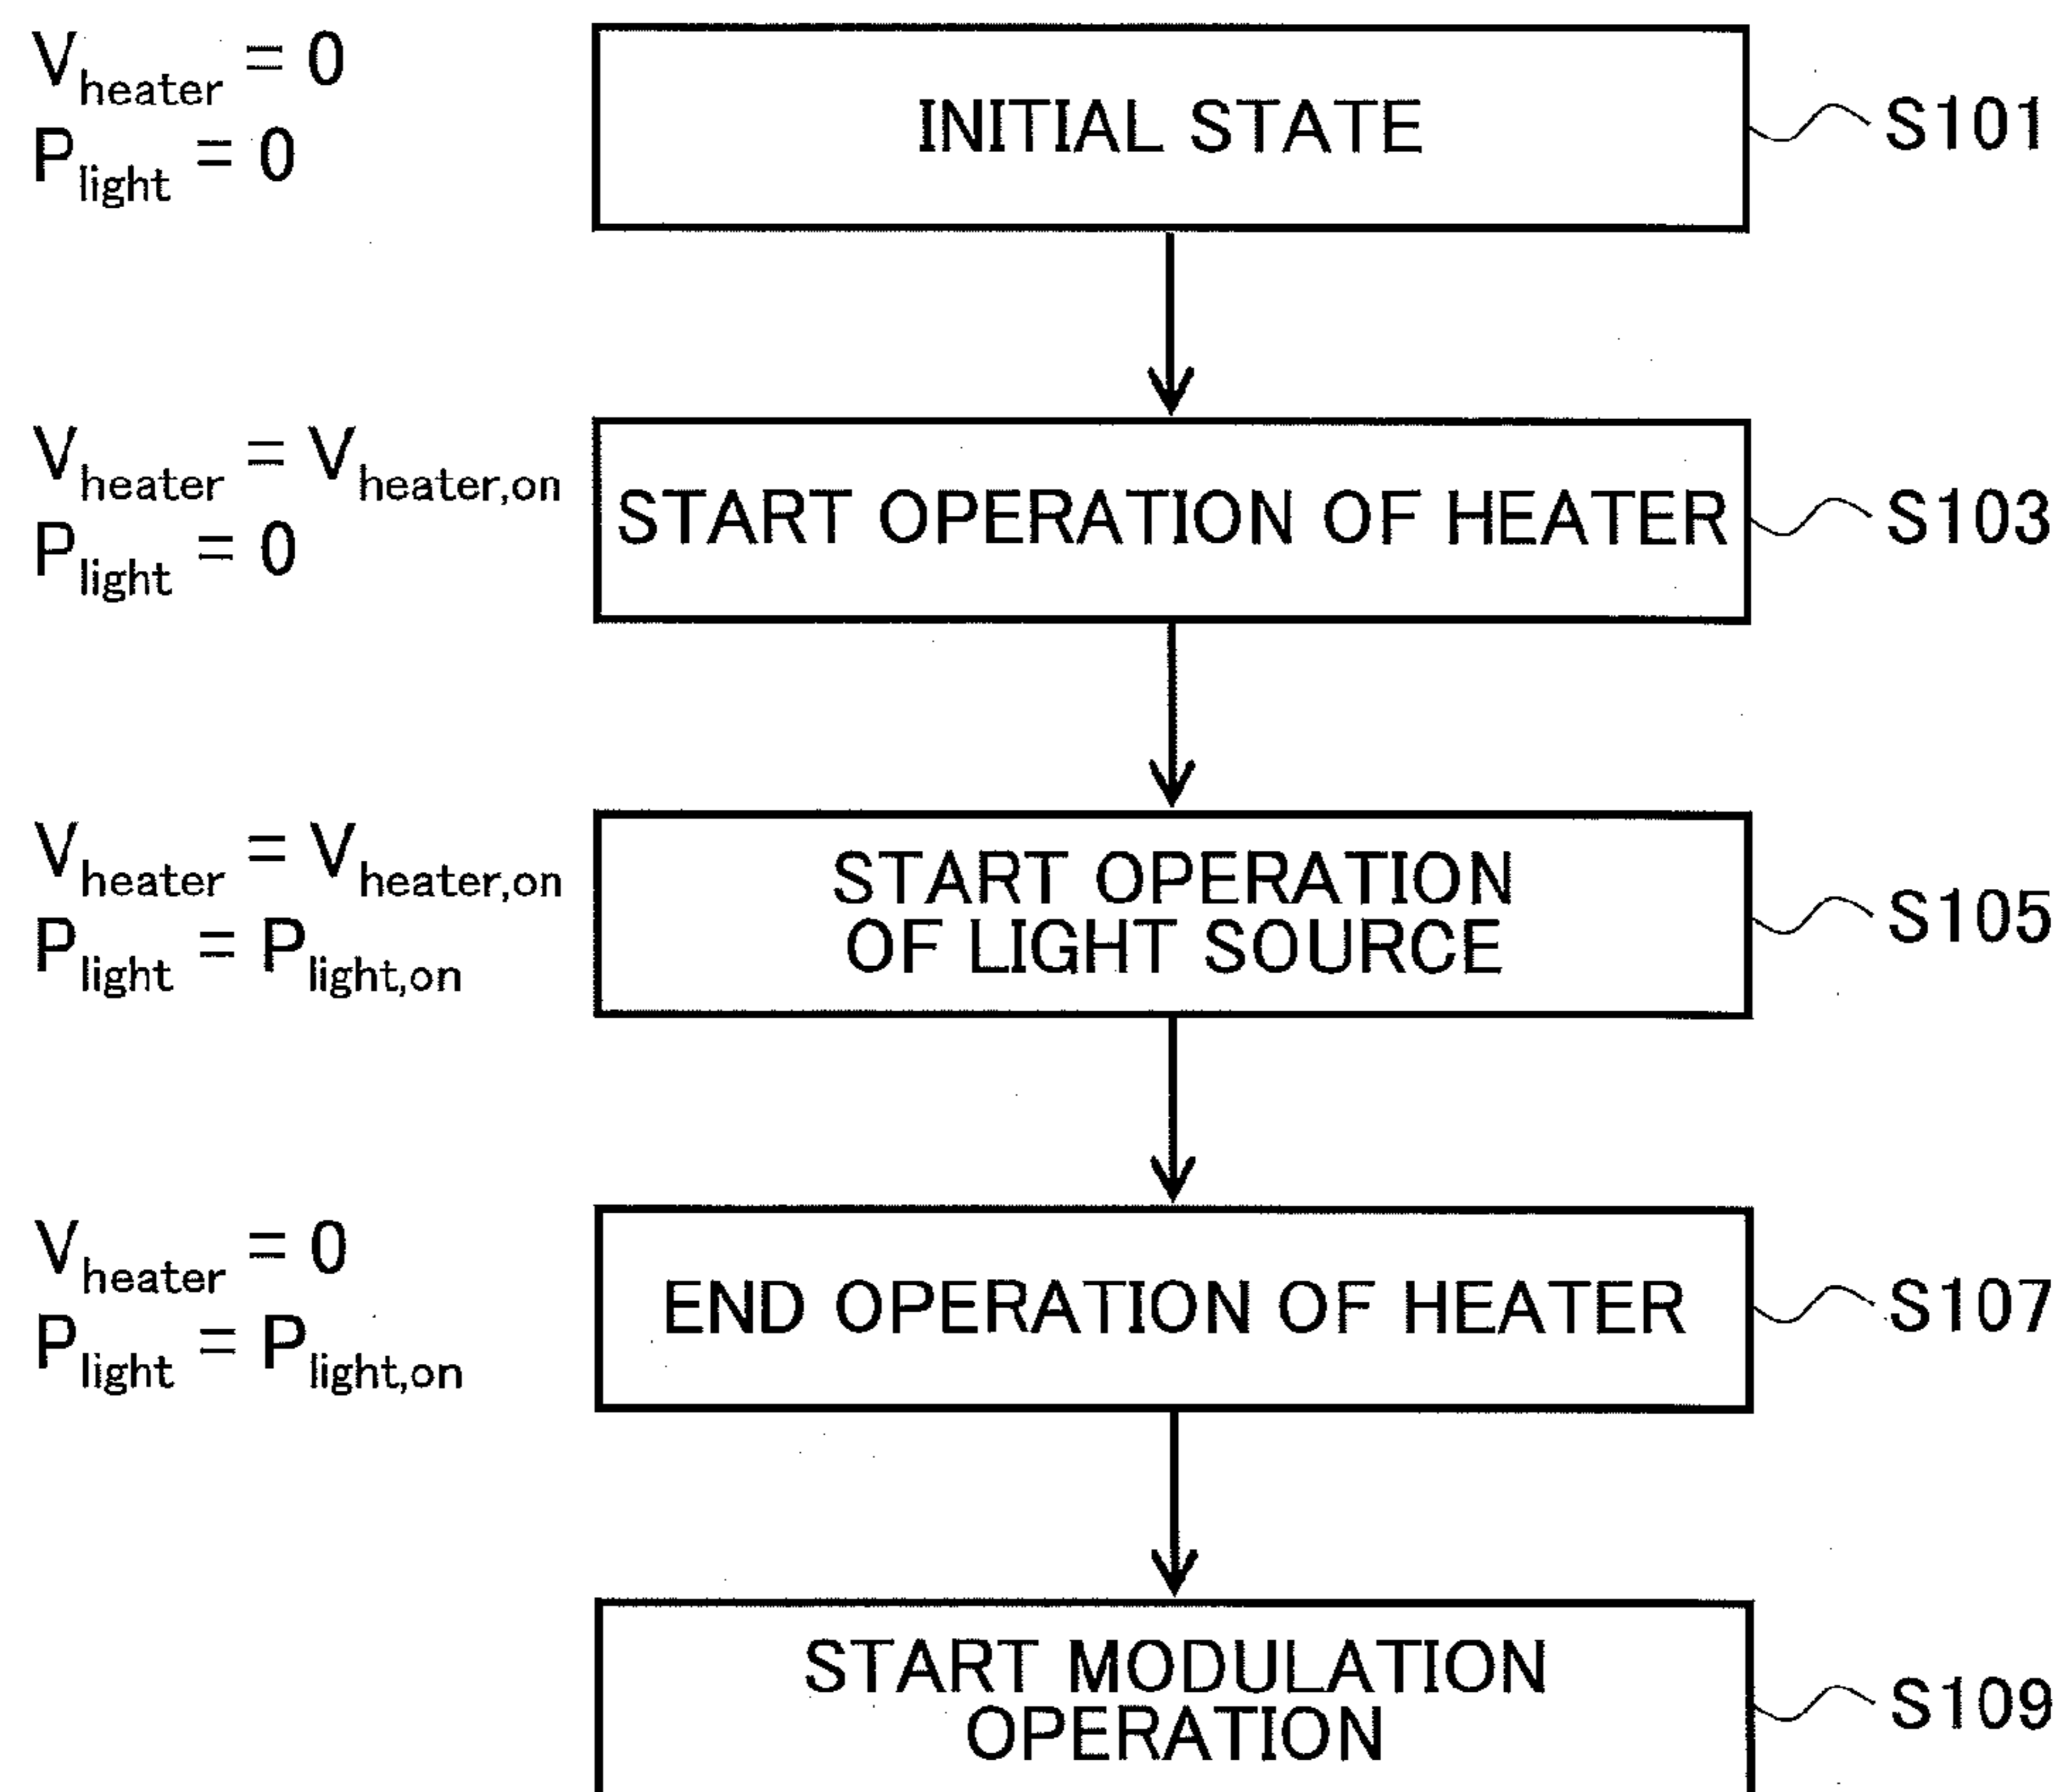 V_heater = 0
P_light = 0
INITIAL STATE
S101
V_heater = V_heater,on
P_light = 0
START OPERATION OF HEATER
S103
V_heater = V_heater,on
P_light = P_light,on
START OPERATION
OF LIGHT SOURCE
S105
V_heater = 0
P_light = P_light,on
END OPERATION OF HEATER
S107
START MODULATION
OPERATION
S109